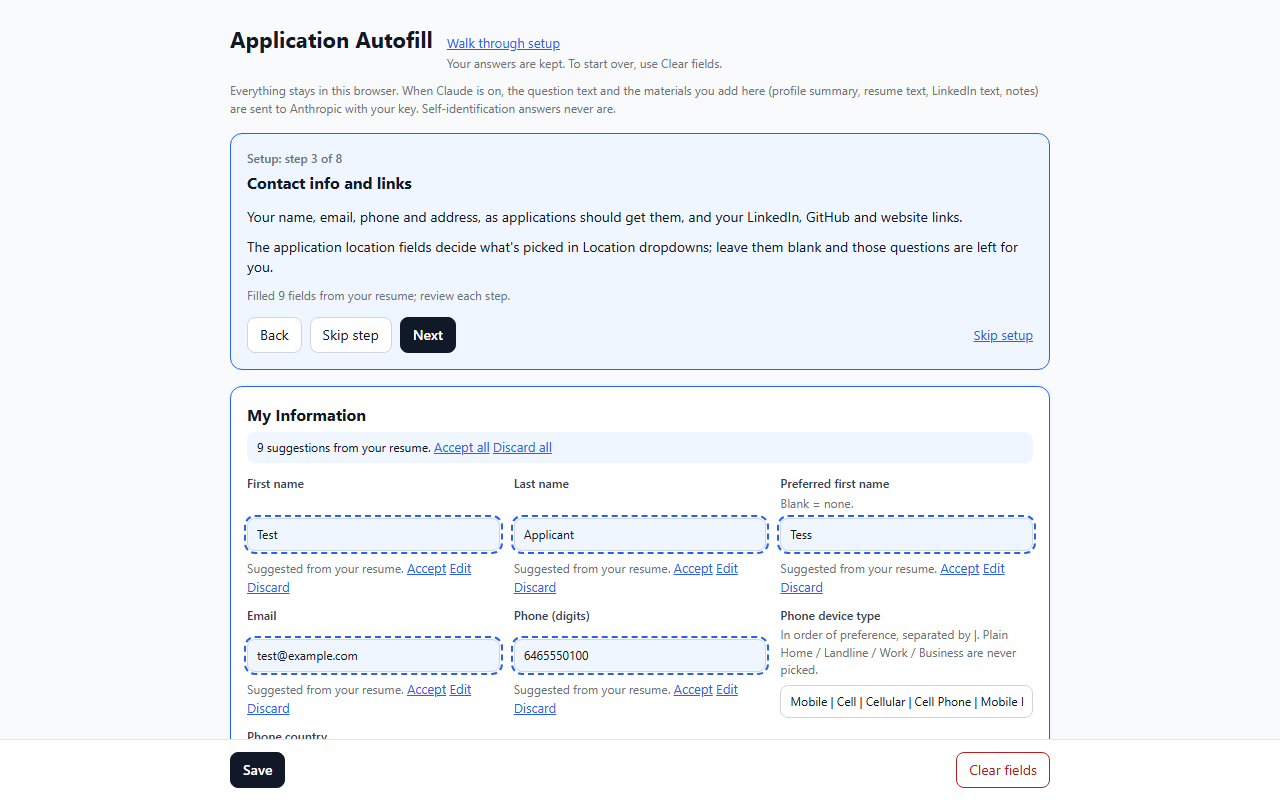 Application Autofill
Walk through setup
Your answers are kept. To start over, use Clear fields.
Everything stays in this browser. When Claude is on, the question text and the materials you add here (profile summary, resume text, LinkedIn text, notes)
are sent to Anthropic with your key. Self-identification answers never are.
Setup: step 3 of 8
Contact info and links
Your name, email, phone and address, as applications should get them, and your LinkedIn, GitHub and website links.
The application location fields decide what's picked in Location dropdowns; leave them blank and those questions are left for
you.
Filled 9 fields from your resume; review each step.
Back Skip step Next Skip setup
My Information
9 suggestions from your resume. Accept all Discard all
First name Last name Preferred first name
Blank = none.
Test Applicant Tess
Suggested from your resume. Accept Edit Suggested from your resume. Accept Edit Suggested from your resume. Accept Edit
Discard Discard Discard
Email Phone (digits) Phone device type
In order of preference, separated by |. Plain
Home / Landline / Work / Business are never
picked.
test@example.com 6465550100
Mobile | Cell | Cellular | Cell Phone | Mobile
Suggested from your resume. Accept Edit Suggested from your resume. Accept Edit
Discard Discard
Phone country
Save Clear fields